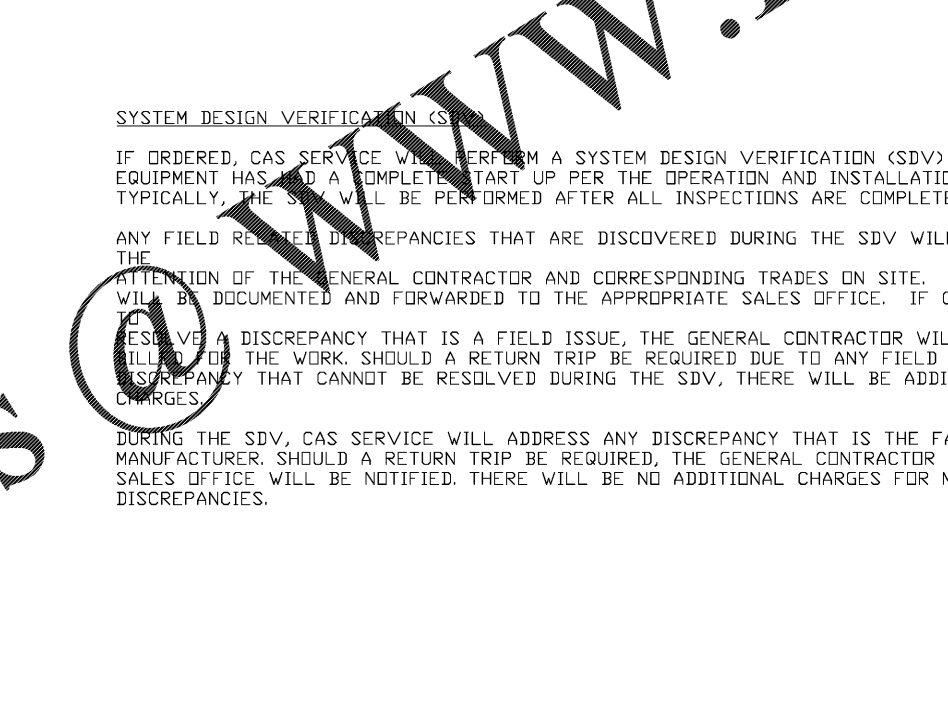 SYSTEM DESIGN VERIFICATION (SDV)
IF ORDERED, CAS SERVICE WILL PERFORM A SYSTEM DESIGN VERIFICATION (SDV)
EQUIPMENT HAS HAD A COMPLETE START UP PER THE OPERATION AND
TYPICALLY, THE SDV WILL BE PERFORMED AFTER ALL INSPECTIONS ARE
ANY FIELD RELATED DISCREPANCIES THAT ARE DISCOVERED DURING THE SDV
THE
ATTENTION OF THE GENERAL CONTRACTOR AND CORRESPONDING TRADES ON SITE.
WILL BE DOCUMENTED AND FORWARDED TO THE APPROPRIATE SALES OFFICE. IF
TO
RESOLVE A DISCREPANCY THAT IS A FIELD ISSUE, THE GENERAL CONTRACTOR
BILLED FOR THE WORK. SHOULD A RETURN TRIP BE REQUIRED DUE TO ANY FIELD
DISCREPANCY THAT CANNOT BE RESOLVED DURING THE SDV, THERE WILL BE
CHARGES.
DURING THE SDV, CAS SERVICE WILL ADDRESS ANY DISCREPANCY THAT IS THE
MANUFACTURER. SHOULD A RETURN TRIP BE REQUIRED, THE GENERAL CONTRACTOR
SALES OFFICE WILL BE NOTIFIED. THERE WILL BE NO ADDITIONAL CHARGES FOR
DISCREPANCIES.
s @ www.